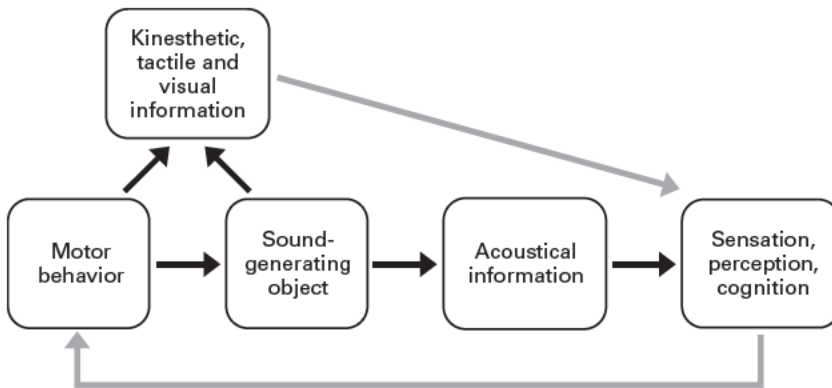 Kinesthetic,
tactile and
visual
information
Motor
behavior
Sound-
generating
object
Acoustical
information
Sensation,
perception,
cognition